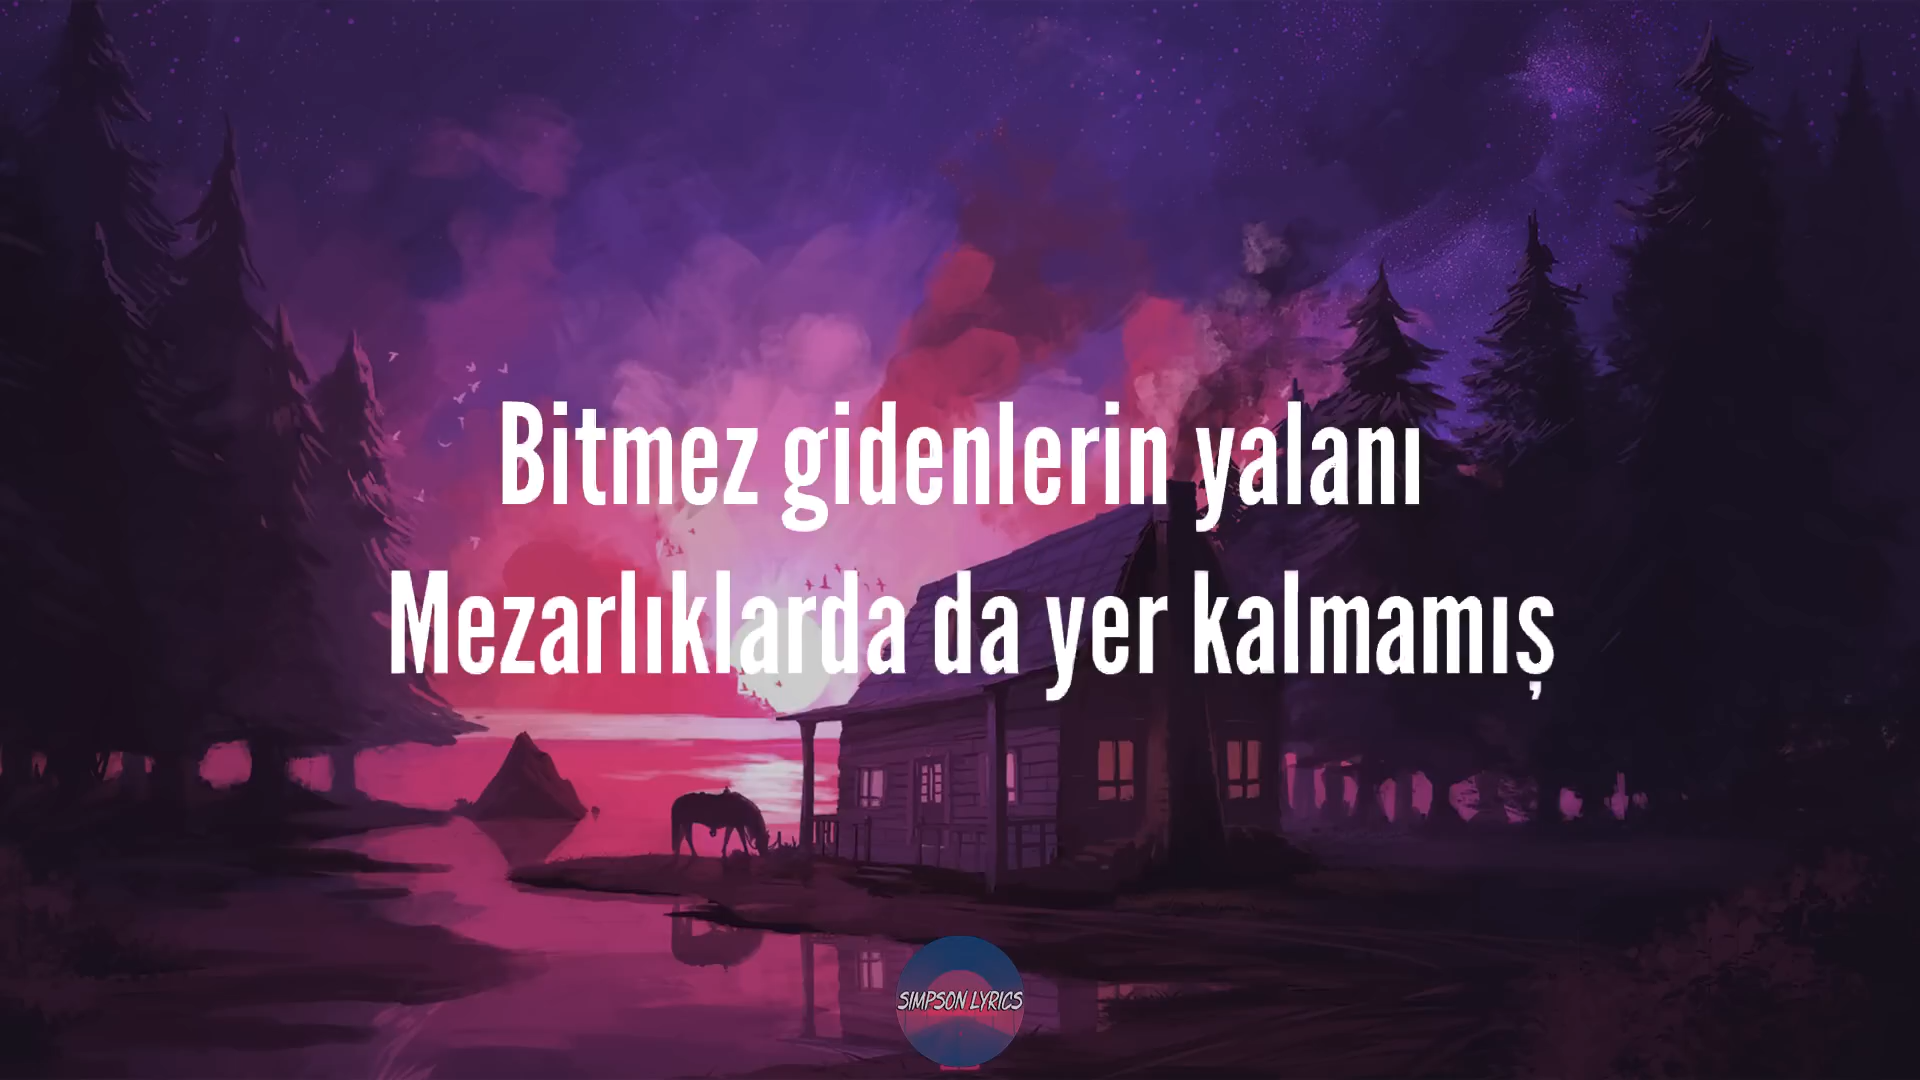 Bitmez gidenlerin yalanı
Mezarlıklarda da yer kalmamış
SIMPSON LYRICS